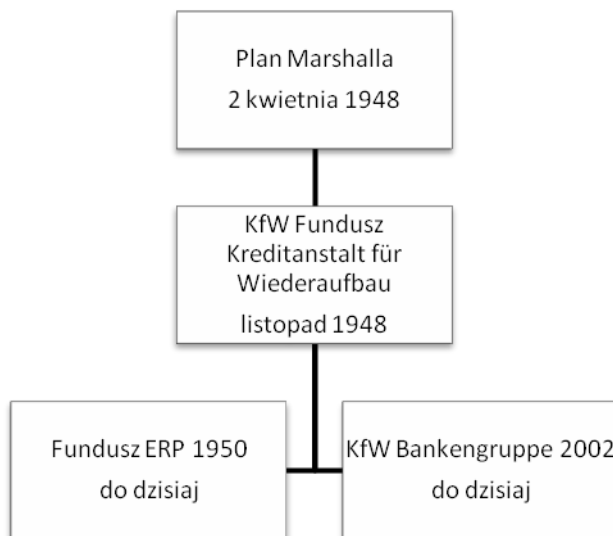 Plan Marshalla
2 kwietnia 1948
KfW Fundusz
Kreditanstalt für
Wiederaufbau
listopad 1948
Fundusz ERP 1950
do dzisiaj
KfW Bankengruppe 2002
do dzisiaj